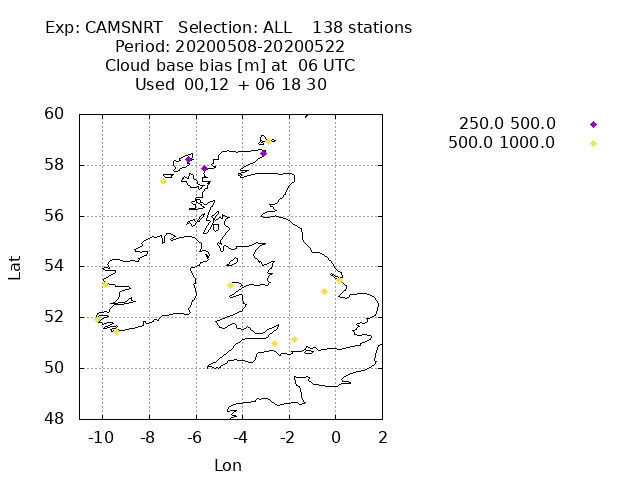 Exp: CAMSNRT Selection: ALL 138 stations
Period: 20200508-20200522
Cloud base bias [m] at 06 UTC
Used 00,12 + 06 18 30
250.0 500.0
500.0 1000.0
60
58
56
54
52
50
48
Lat
-10 -8 -6 -4 -2 0 2
Lon